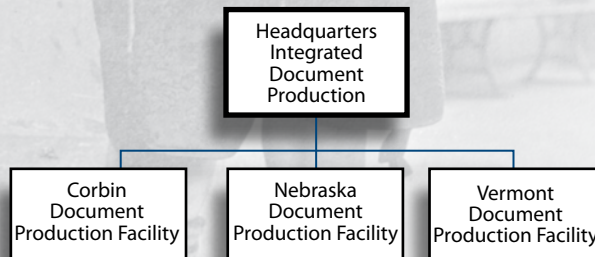 Headquarters
Integrated
Document
Production
Corbin
Document
Production Facility
Nebraska
Document
Production Facility
Vermont
Document
Production Facility